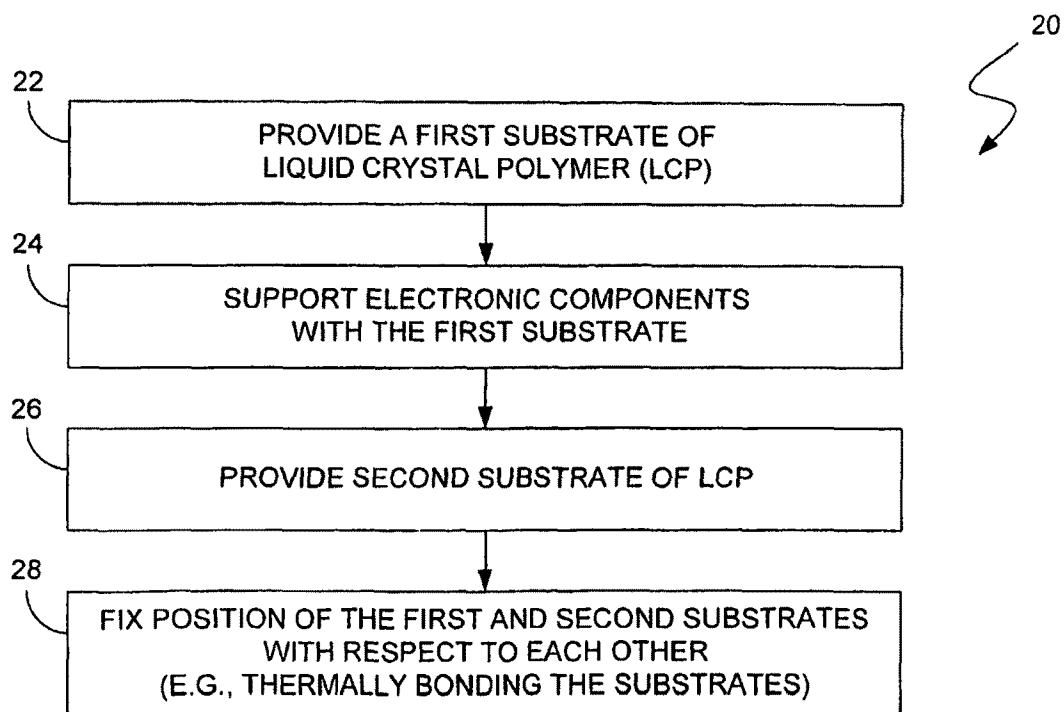 20
22
PROVIDE A FIRST SUBSTRATE OF
LIQUID CRYSTAL POLYMER (LCP)
24
SUPPORT ELECTRONIC COMPONENTS
WITH THE FIRST SUBSTRATE
26
PROVIDE SECOND SUBSTRATE OF LCP
28
FIX POSITION OF THE FIRST AND SECOND SUBSTRATES
WITH RESPECT TO EACH OTHER
(E.G., THERMALLY BONDING THE SUBSTRATES)